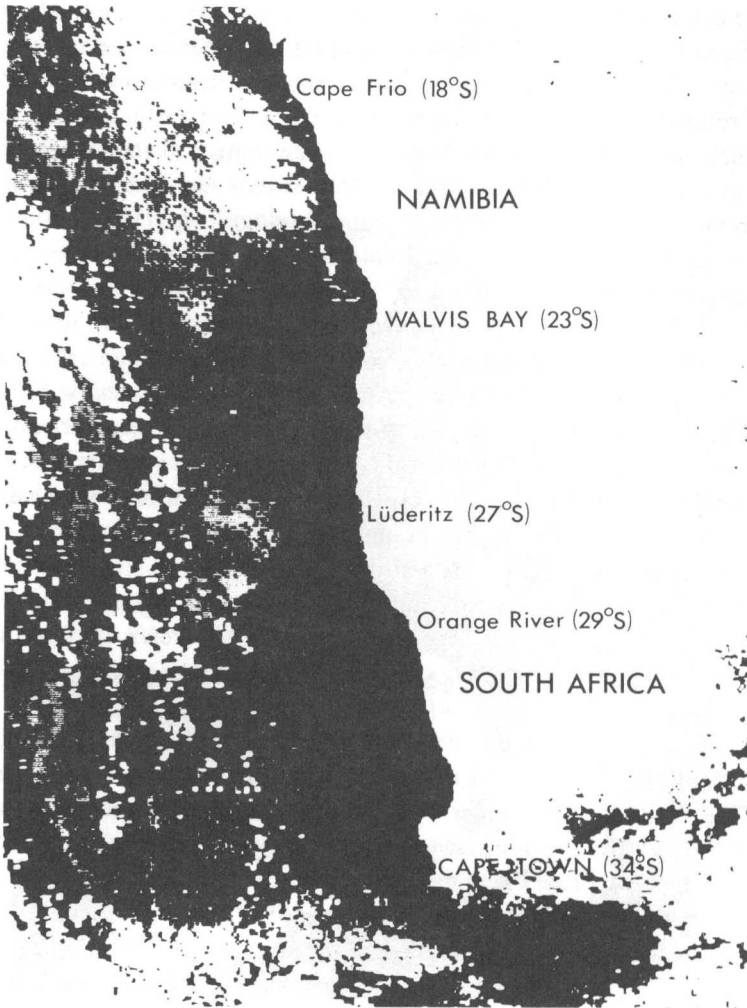 Cape Frio (18°S)
NAMIBIA
WALVIS BAY (23°S)
Lüderitz (27°S)
Orange River (29°S)
SOUTH AFRICA
CAPE TOWN (34°S)